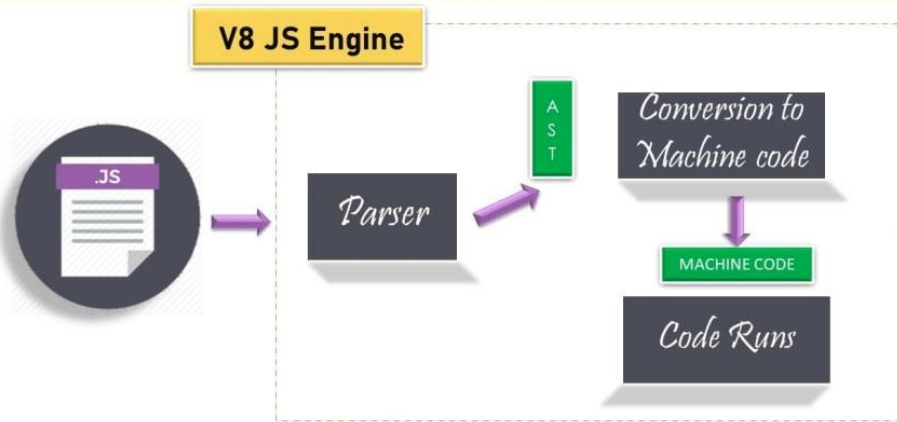 V8 JS Engine
.JS
Parser
A
S
T
Conversion to
Machine code
MACHINE CODE
Code Runs